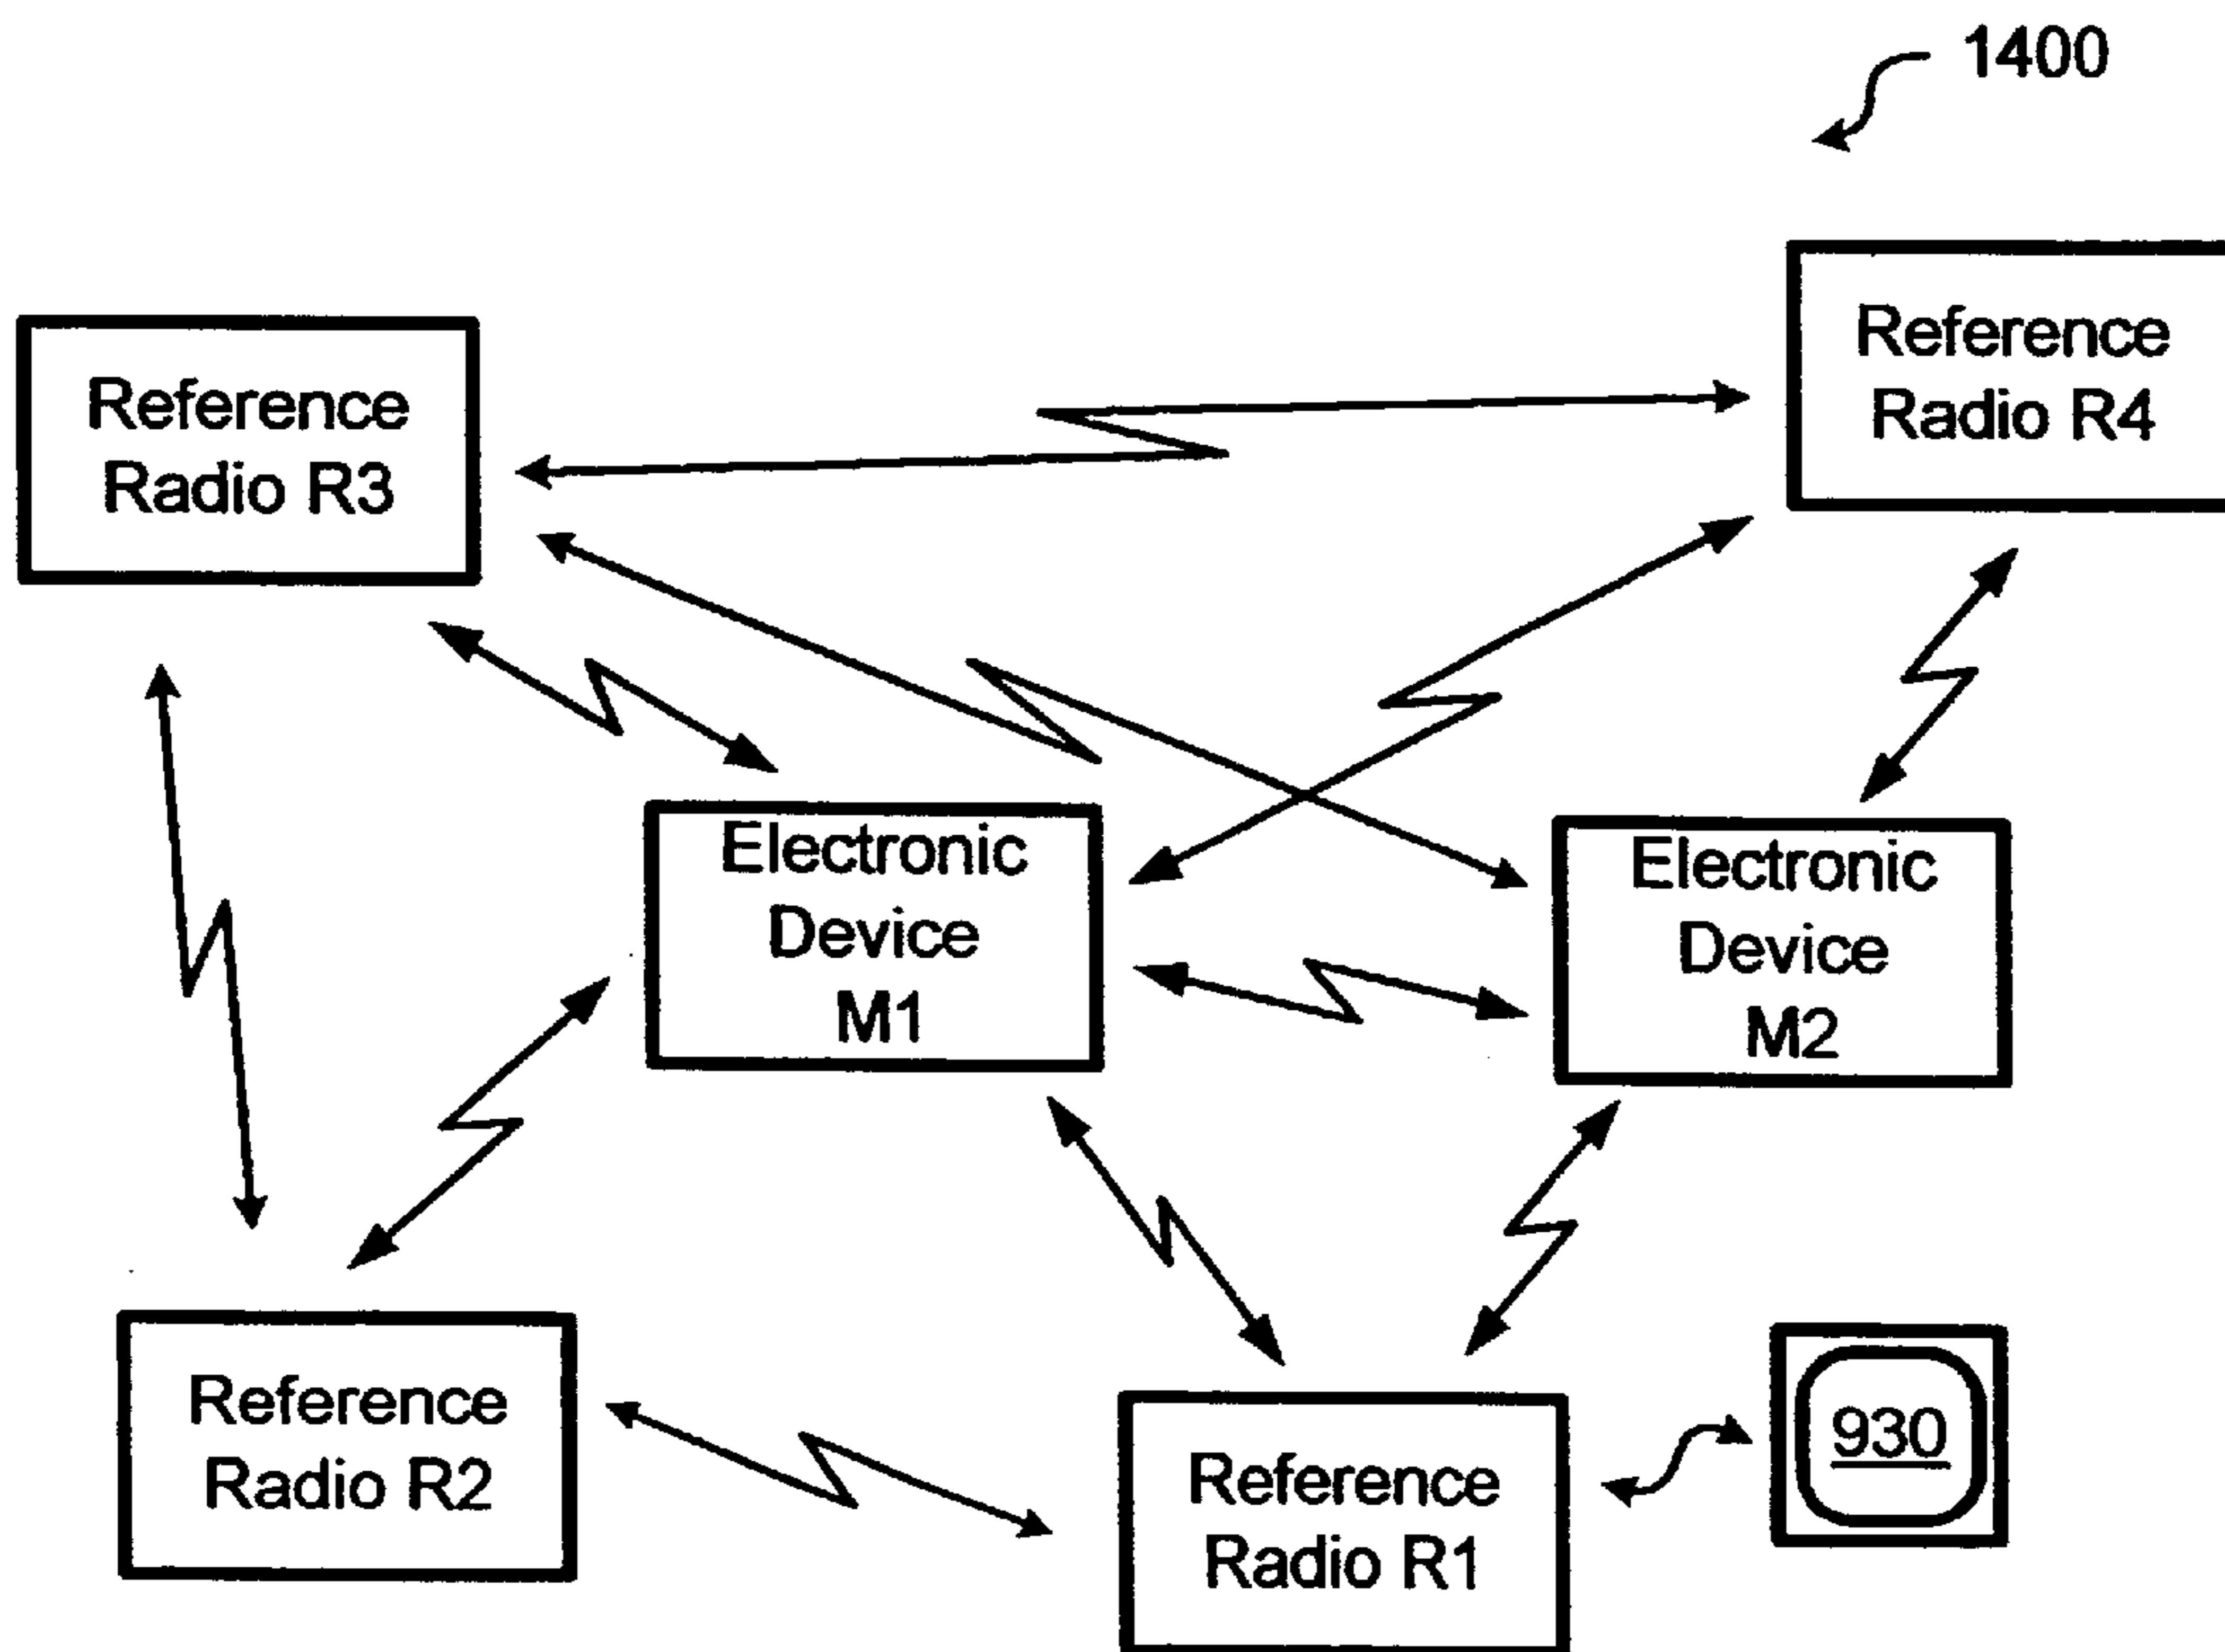 1400
Reference
Radio R4
Reference
Radio R3
Electronic
Device
M1
Electronic
Device
M2
Reference
Radio R2
Reference
Radio R1
930